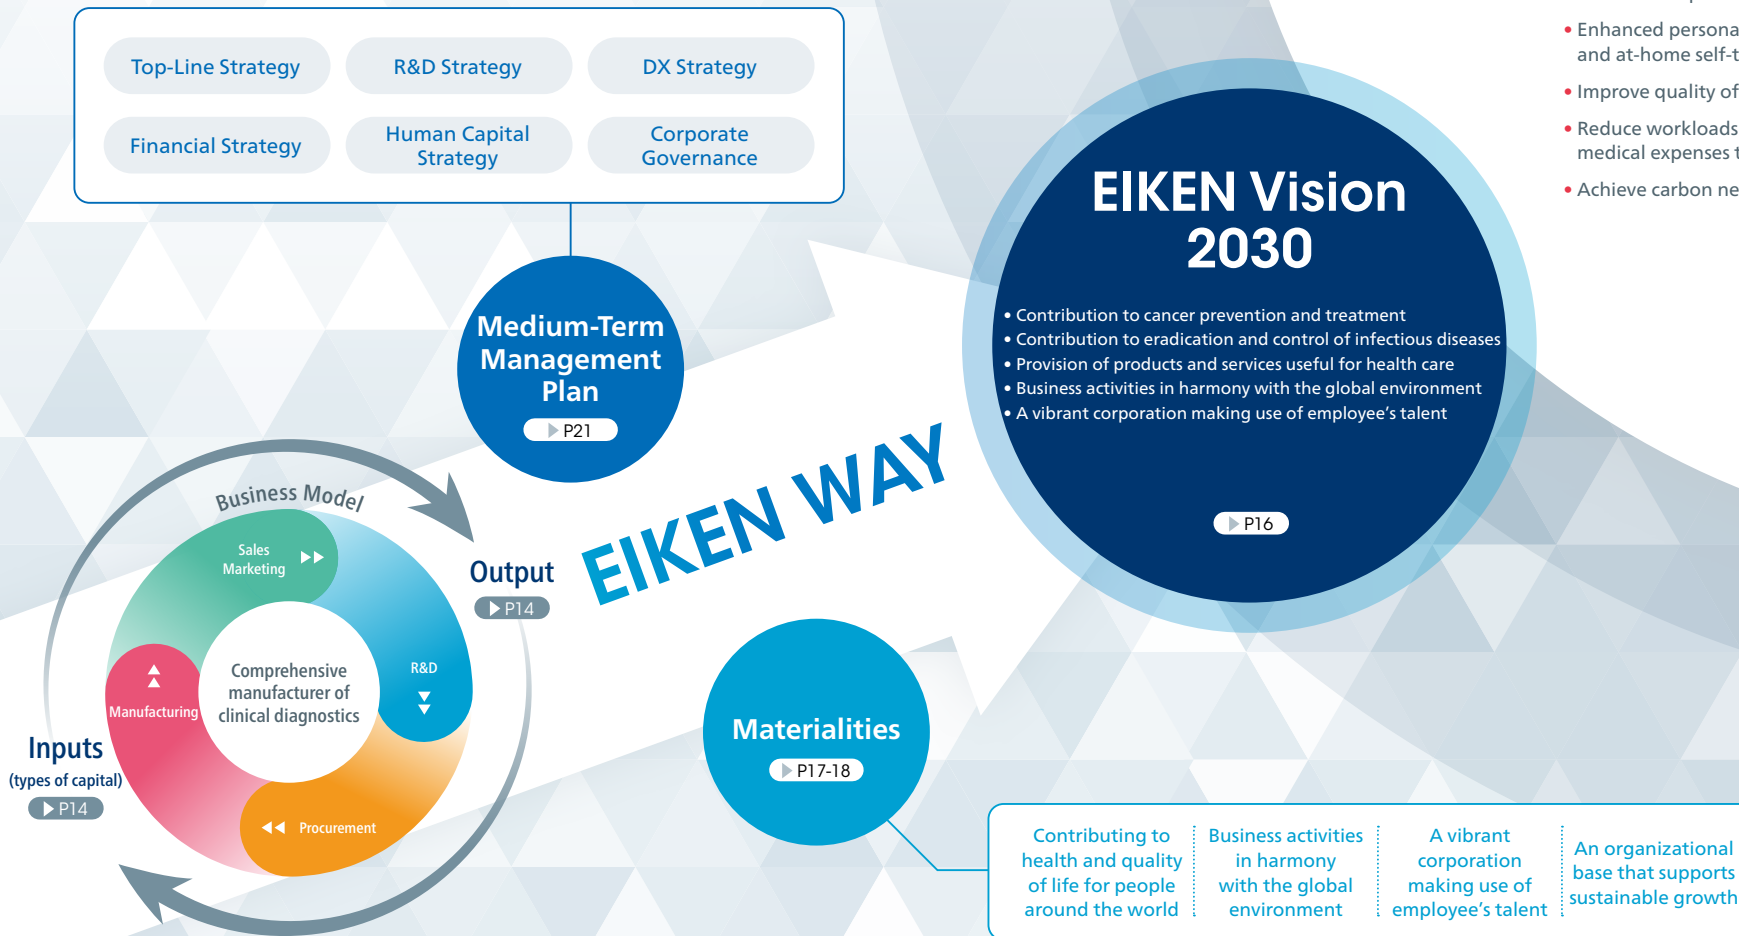 Top-Line Strategy
R&D Strategy
DX Strategy
Financial Strategy
Human Capital
Strategy
Corporate
Governance
Medium-Term
Management
Plan
P21
EIKEN WAY
EIKEN Vision
2030
• Contribution to cancer prevention and treatment
• Contribution to eradication and control of infectious diseases
• Provision of products and services useful for health care
• Business activities in harmony with the global environment
• A vibrant corporation making use of employee's talent
P16
• Enhanced persona
and at-home self-t
• Improve quality of
• Reduce workloads
medical expenses t
• Achieve carbon ne
Business Model
Sales
Marketing
R&D
Procurement
Manufacturing
Comprehensive
manufacturer of
clinical diagnostics
Output
P14
Inputs
(types of capital)
P14
Materialities
P17-18
Contributing to
health and quality
of life for people
around the world
Business activities
in harmony
with the global
environment
A vibrant
corporation
making use of
employee's talent
An organizational
base that supports
sustainable growth